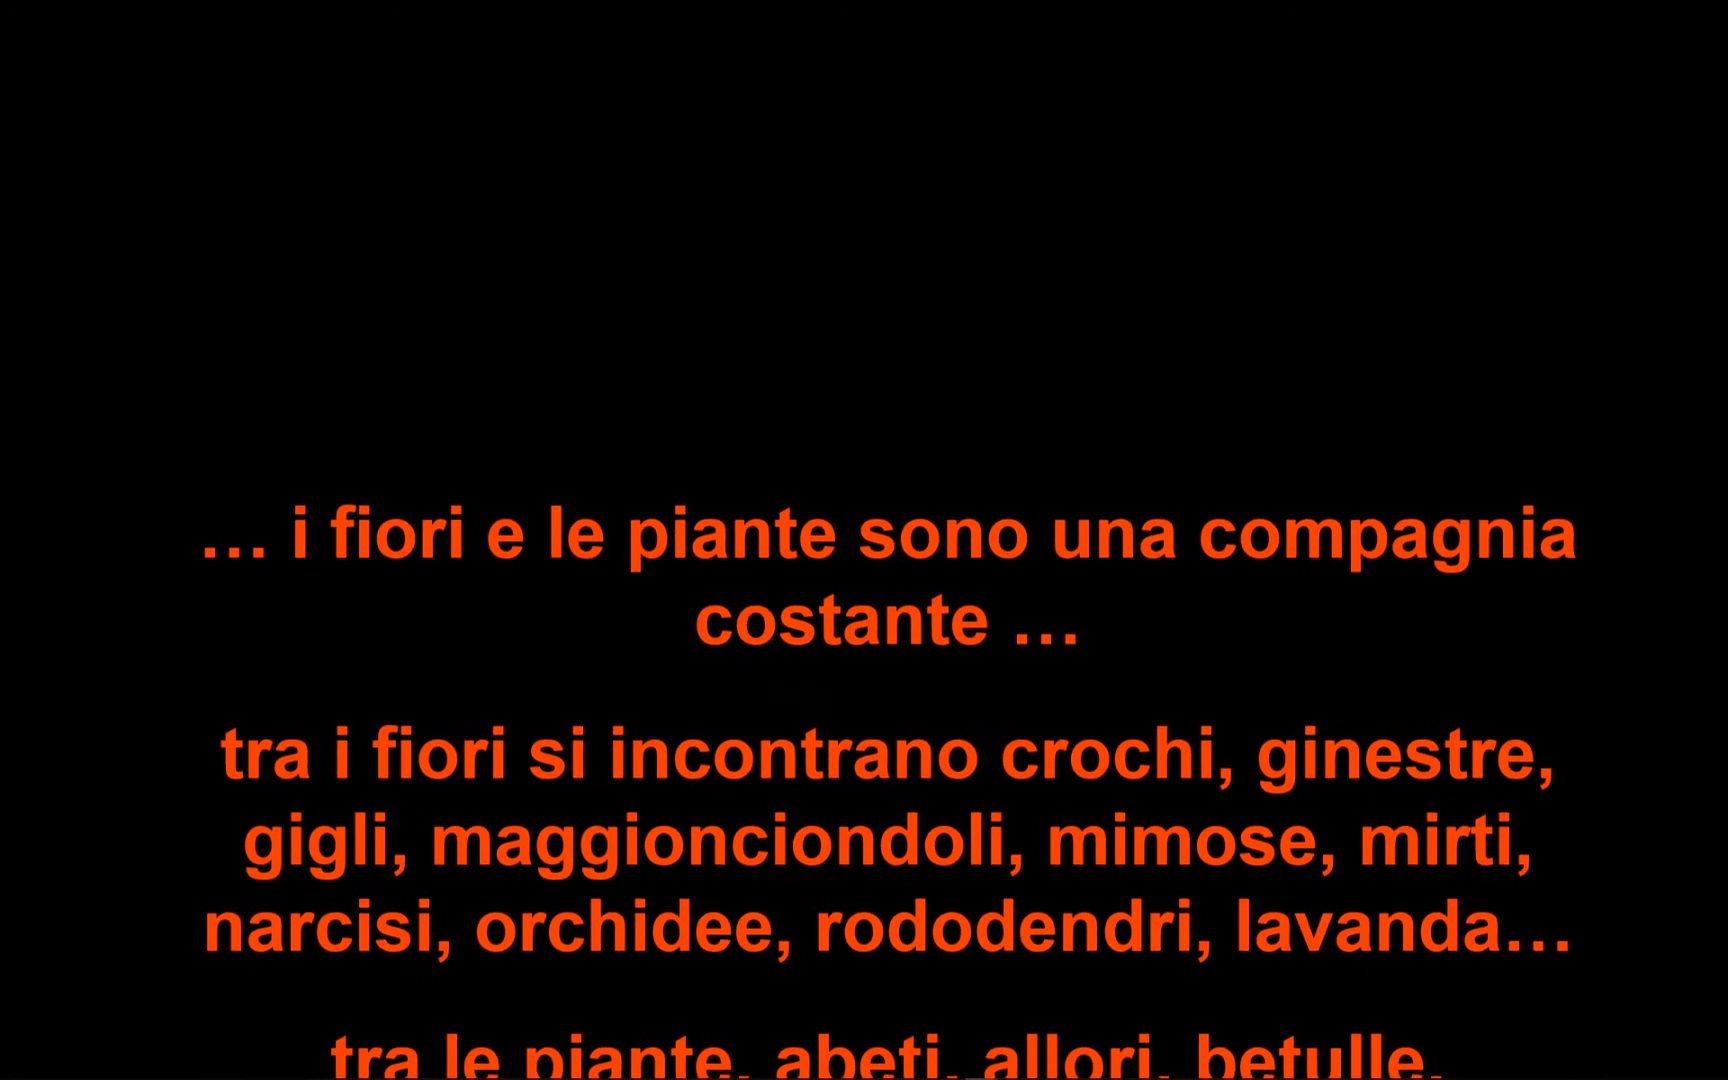 … i fiori e le piante sono una compagnia
costante …
tra i fiori si incontrano crochi, ginestre,
gigli, maggionciondoli, mimose, mirti,
narcisi, orchidee, rododendri, lavanda…
tra le piante, abeti, allori, betulle,